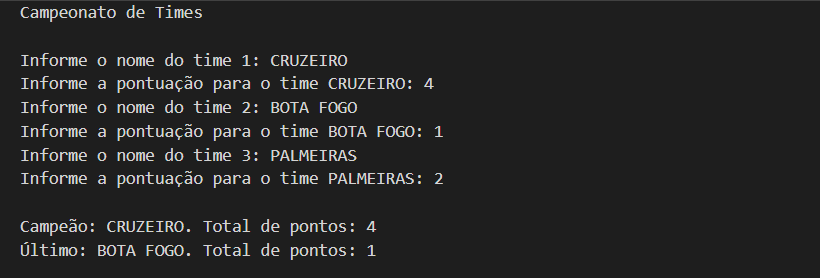 Campeonato de Times
Informe o nome do time 1: CRUZEIRO
Informe a pontuação para o time CRUZEIRO: 4
Informe o nome do time 2: BOTA FOGO
Informe a pontuação para o time BOTA FOGO: 1
Informe o nome do time 3: PALMEIRAS
Informe a pontuação para o time PALMEIRAS: 2
Campeão: CRUZEIRO. Total de pontos: 4
Último: BOTA FOGO. Total de pontos: 1